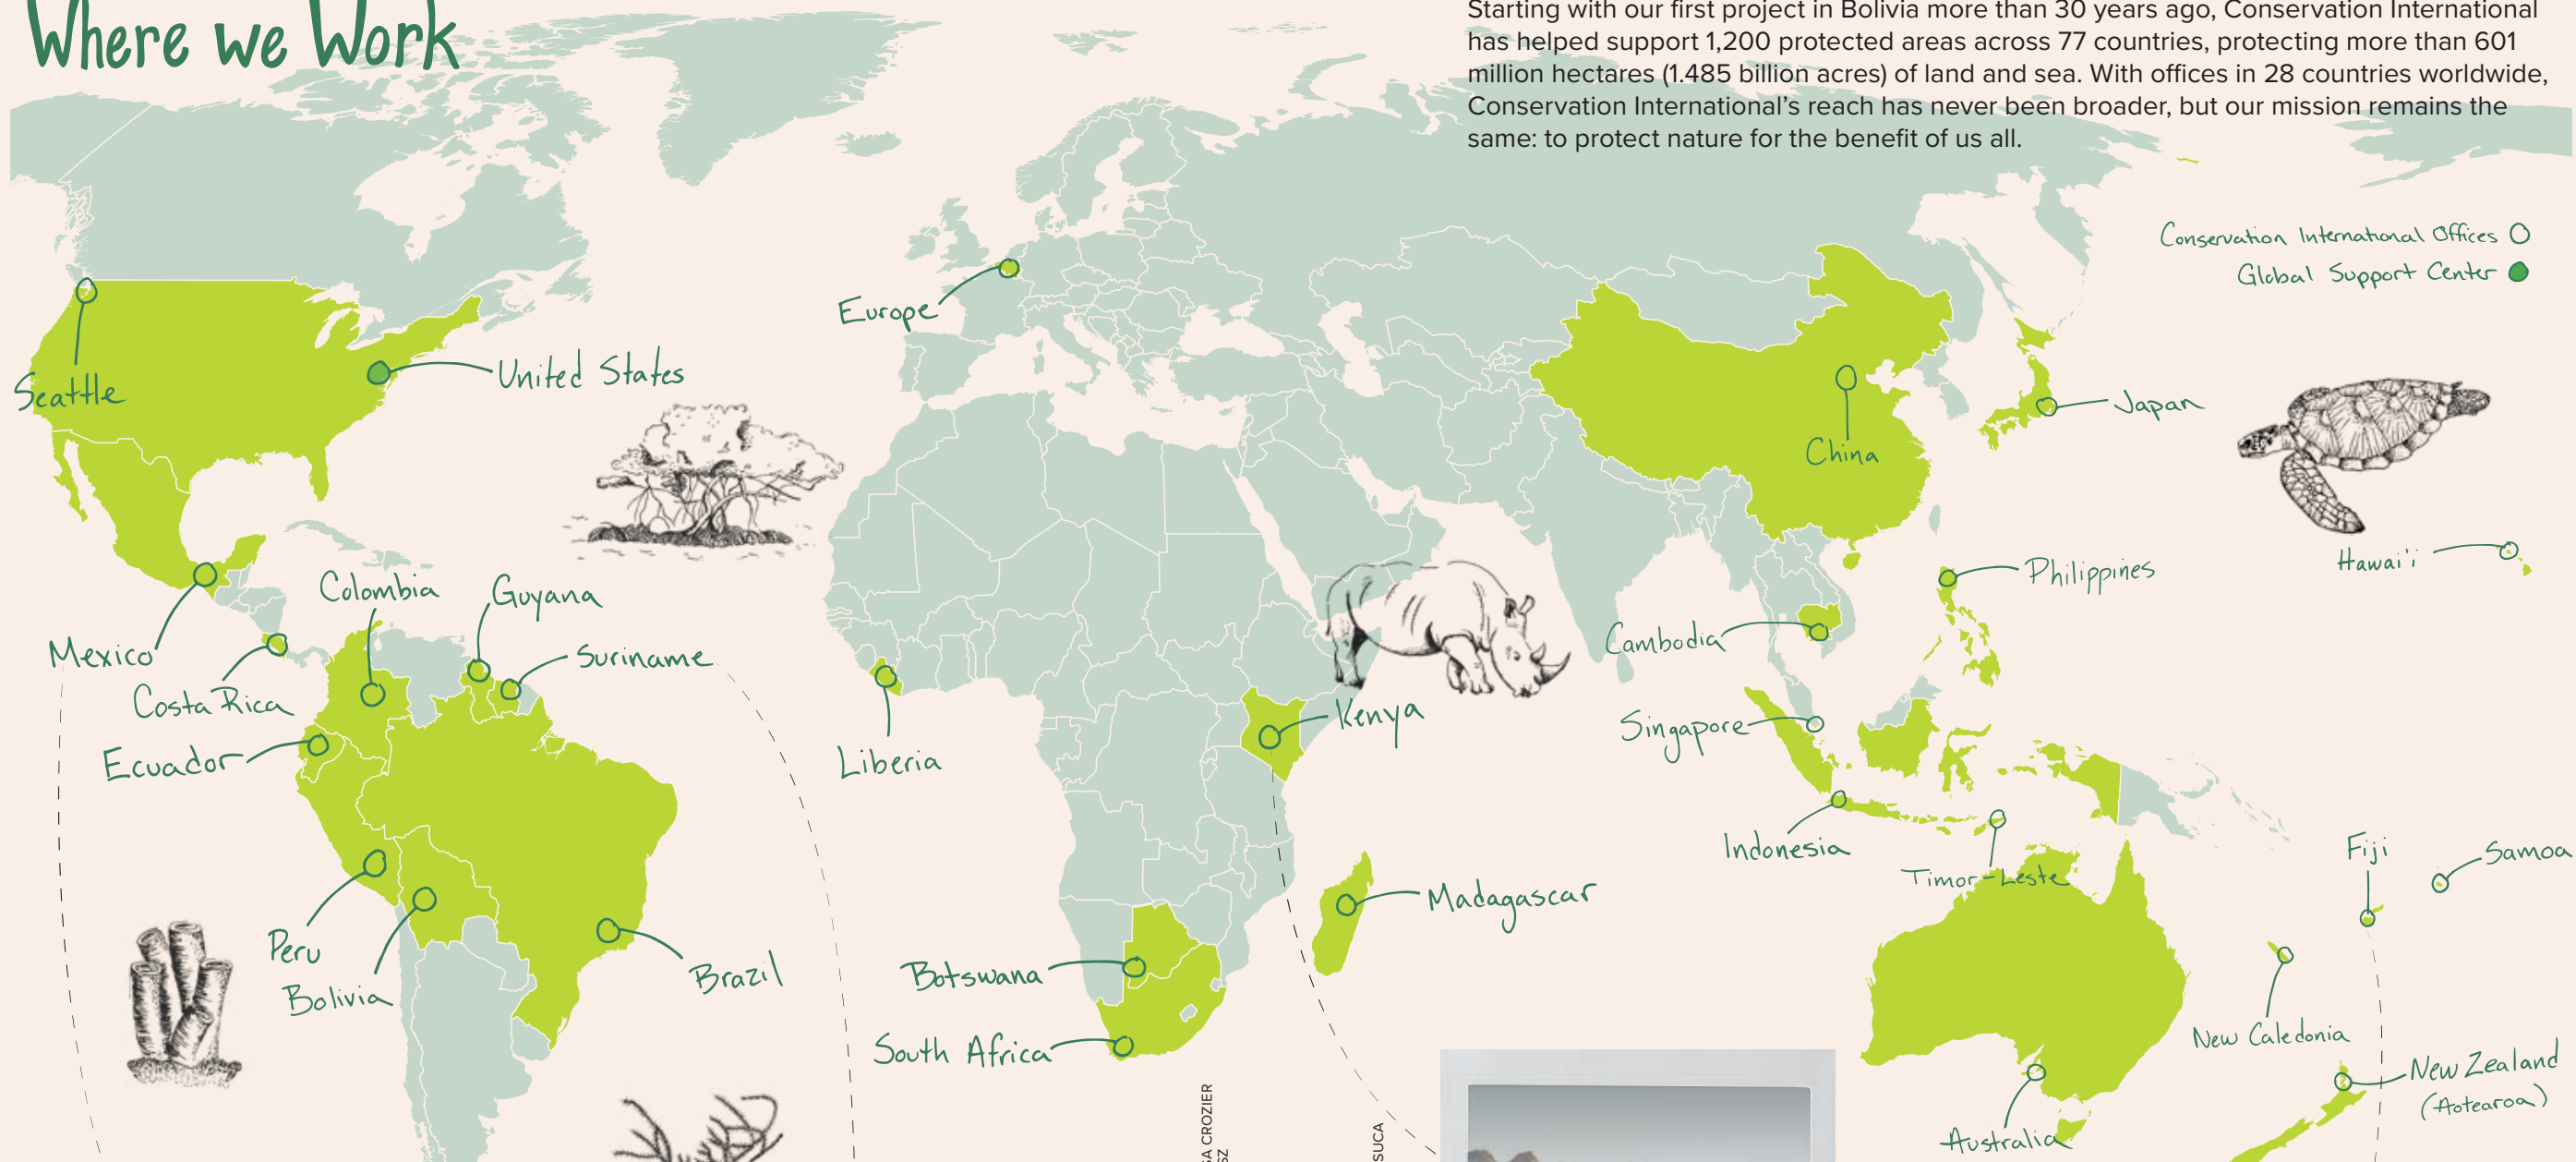 Where we Work
Starting with our first project in Bolivia more than 30 years ago, Conservation International
has helped support 1,200 protected areas across 77 countries, protecting more than 601
million hectares (1.485 billion acres) of land and sea. With offices in 28 countries worldwide,
Conservation International’s reach has never been broader, but our mission remains the
same: to protect nature for the benefit of us all.
Conservation International Offices
Global Support Center
Europe
Seattle
United States
Japan
China
Hawai‘i
Philippines
Colombia
Guyana
Cambodia
Mexico
Suriname
Costa Rica
Kenya
Singapore
Ecuador
Liberia
Indonesia
Fiji
Samoa
Timor-Leste
Madagascar
Peru
Brazil
Botswana
Bolivia
New Caledonia
South Africa
New Zealand
(Aotearoa)
Australia
CROZIER
SUCA